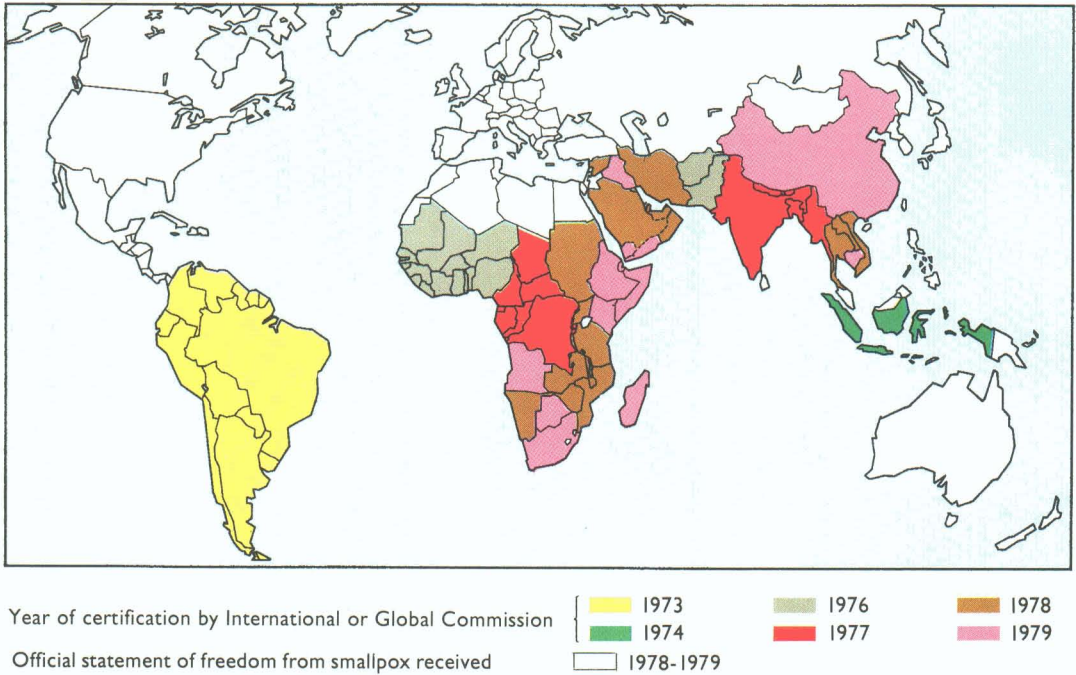 Year of certification by International or Global Commission
1973 1976 1978
1974 1977 1979
Official statement of freedom from smallpox received 1978-1979